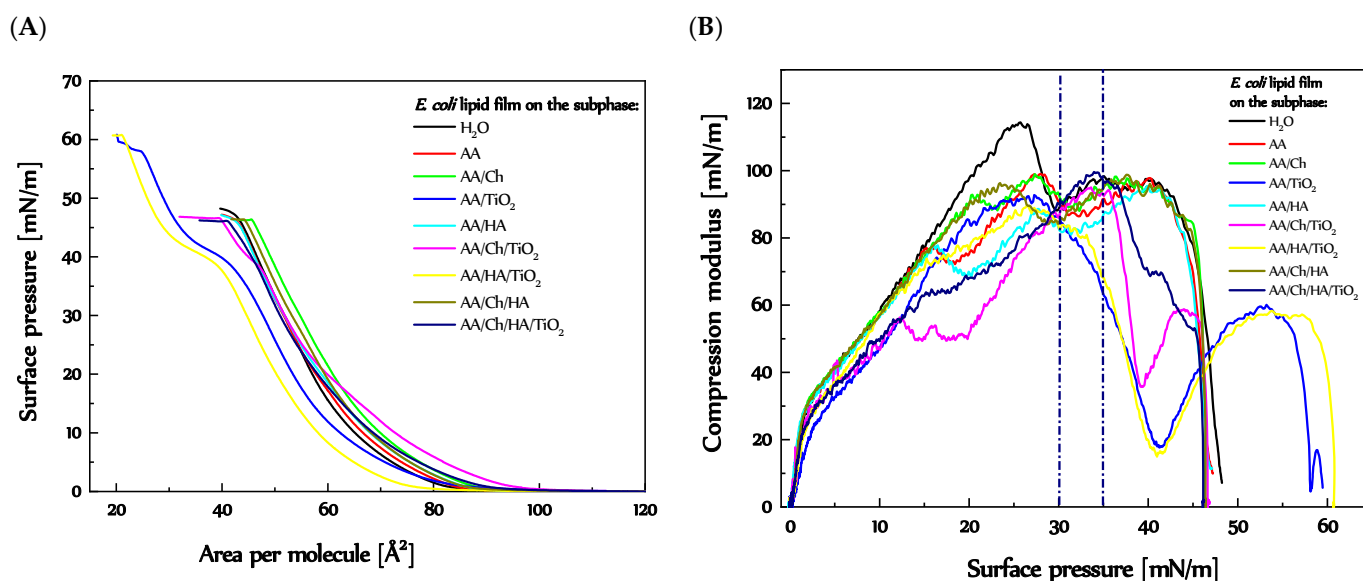 (A)
(B)
Surface pressure [mN/m]
70
60
50
40
30
20
10
0
20
40
60
80
100
120
Area per molecule [Å²]
E. coli lipid film on the subphase:
H₂O
AA
AA/Ch
AA/TiO₂
AA/HA
AA/Ch/TiO₂
AA/HA/TiO₂
AA/Ch/HA
AA/Ch/HA/TiO₂
Compression modulus [mN/m]
120
100
80
60
40
20
0
0
10
20
30
40
50
60
Surface pressure [mN/m]
E. coli lipid film
on the subphase:
H₂O
AA
AA/Ch
AA/TiO₂
AA/HA
AA/Ch/TiO₂
AA/HA/TiO₂
AA/Ch/HA
AA/Ch/HA/TiO₂